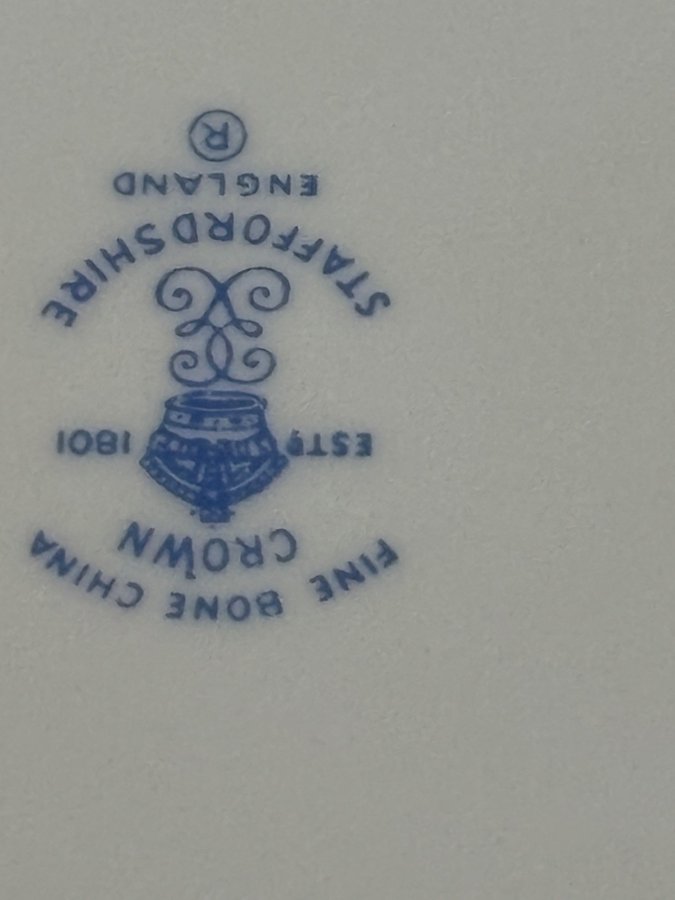 FINE BONE CHINA
CROWN
ESTD 1801
STAFFORDSHIRE
ENGLAND
®